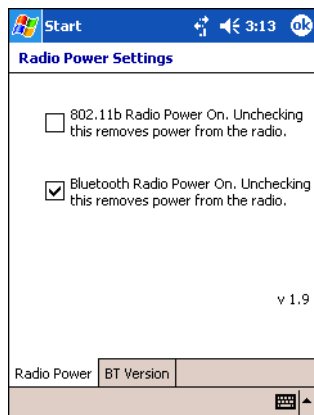 Start 3:13 ok
Radio Power Settings
802.11b Radio Power On. Unchecking
this removes power from the radio.
Bluetooth Radio Power On. Unchecking
this removes power from the radio.
v 1.9
Radio Power BT Version